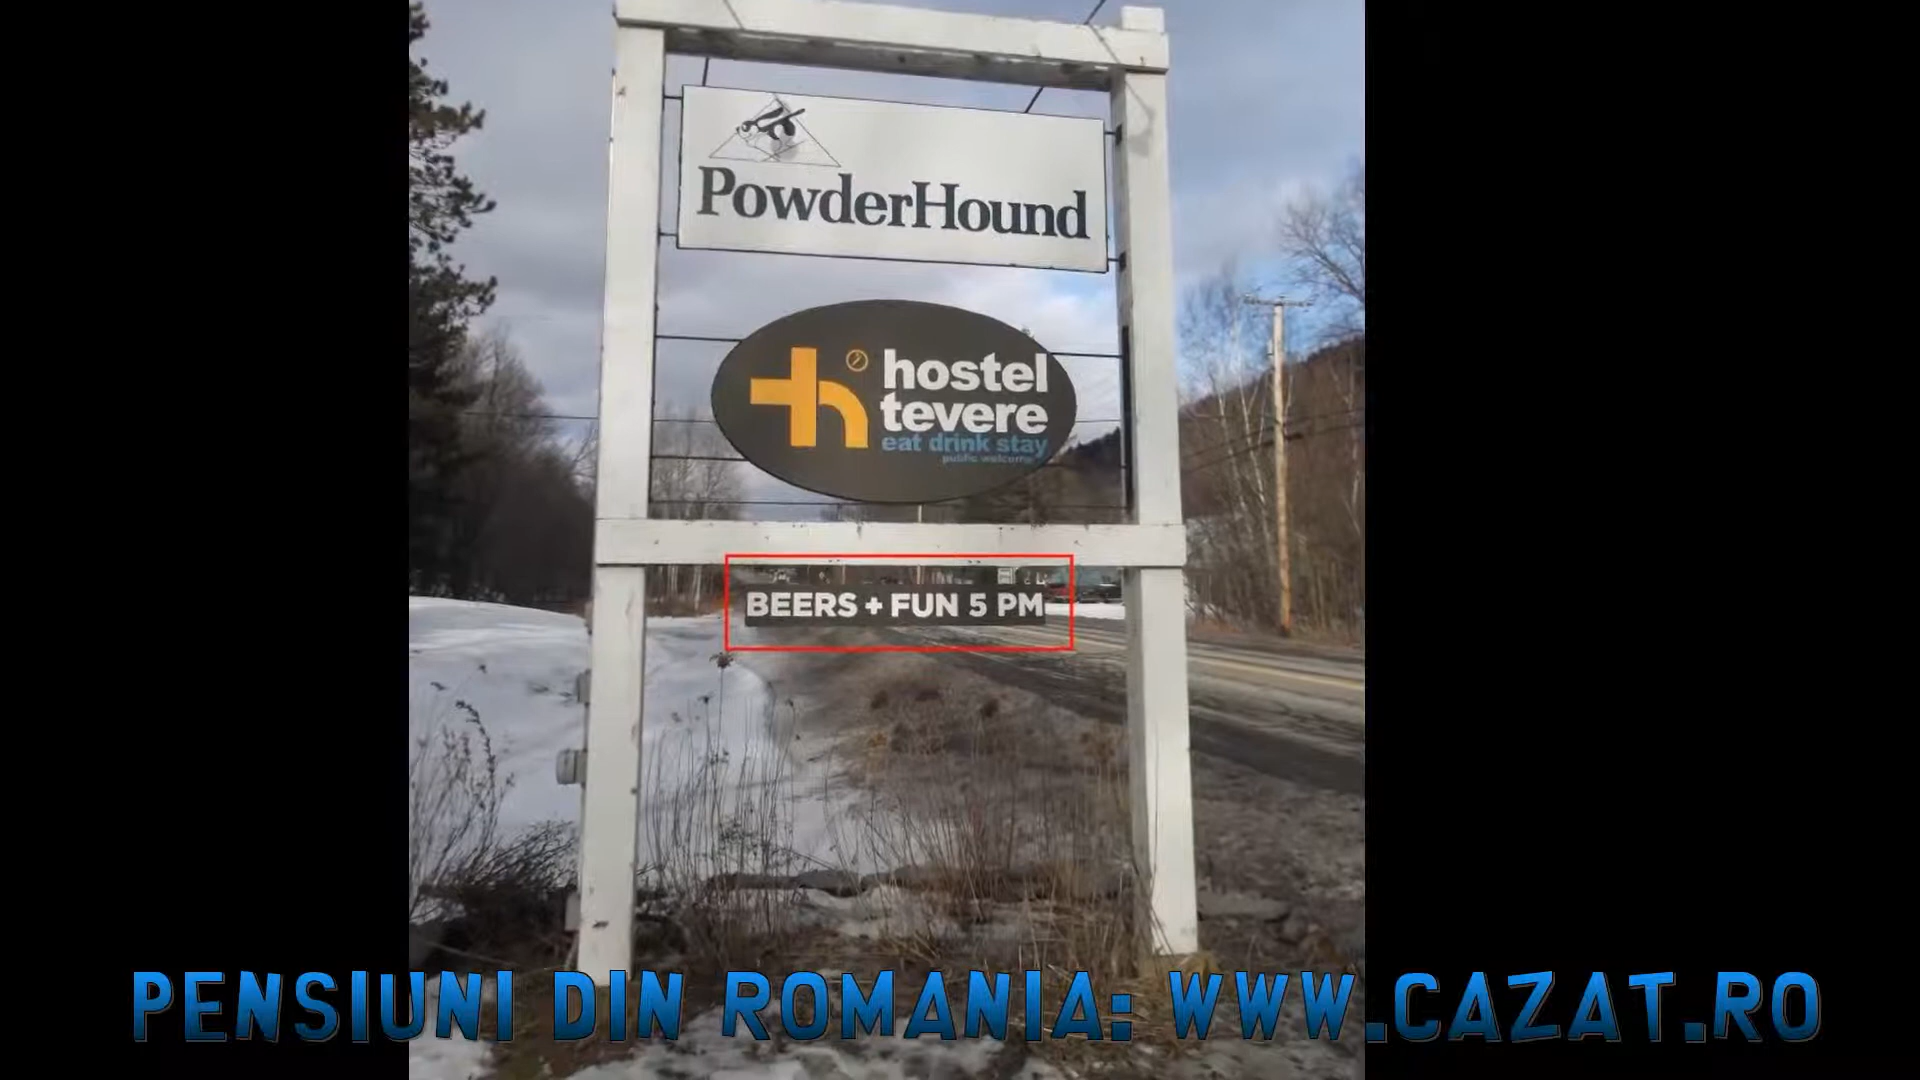 PowderHound
hostel
tevere
eat drink stay
public welcome
BEERS + FUN 5 PM
PENSIUNI DIN ROMANIA: WWW.CAZAT.RO